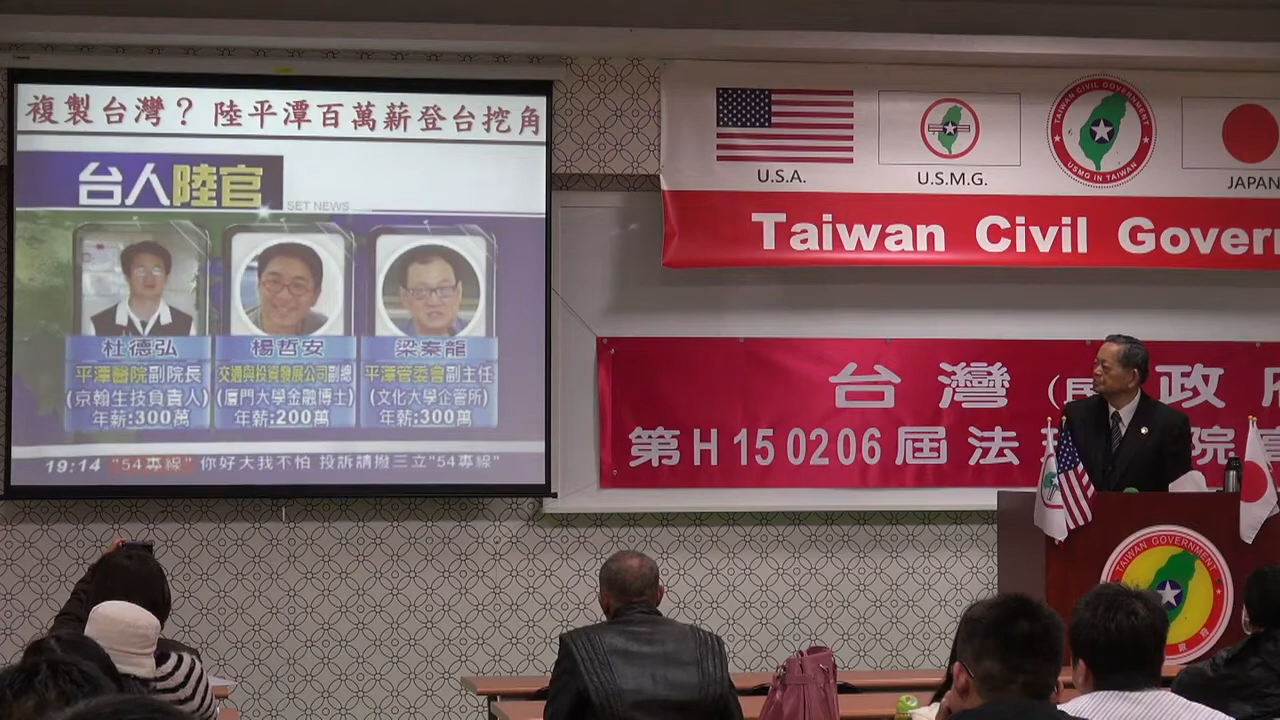 複製台灣？ 陸平潭百萬薪登台挖角
台人陸官
SET NEWS
杜德弘
平潭醫院副院長
(京翰生技負責人)
年薪:300萬
楊哲安
交通與投資發展公司副總
(廈門大學金融博士)
年薪:200萬
梁秦龍
平潭管委會副主任
(文化大學企管所)
年薪:300萬
19:14 "54專線" 你好大我不怕 投訴請撥三立"54專線"
U.S.A.
U.S.M.G.
TAIWAN CIVIL GOVERNMENT
USMG IN TAIWAN
JAPAN
Taiwan Civil Govern
台灣(民)政府
第H150206屆法理院
TAIWAN GOVERNMENT
政府